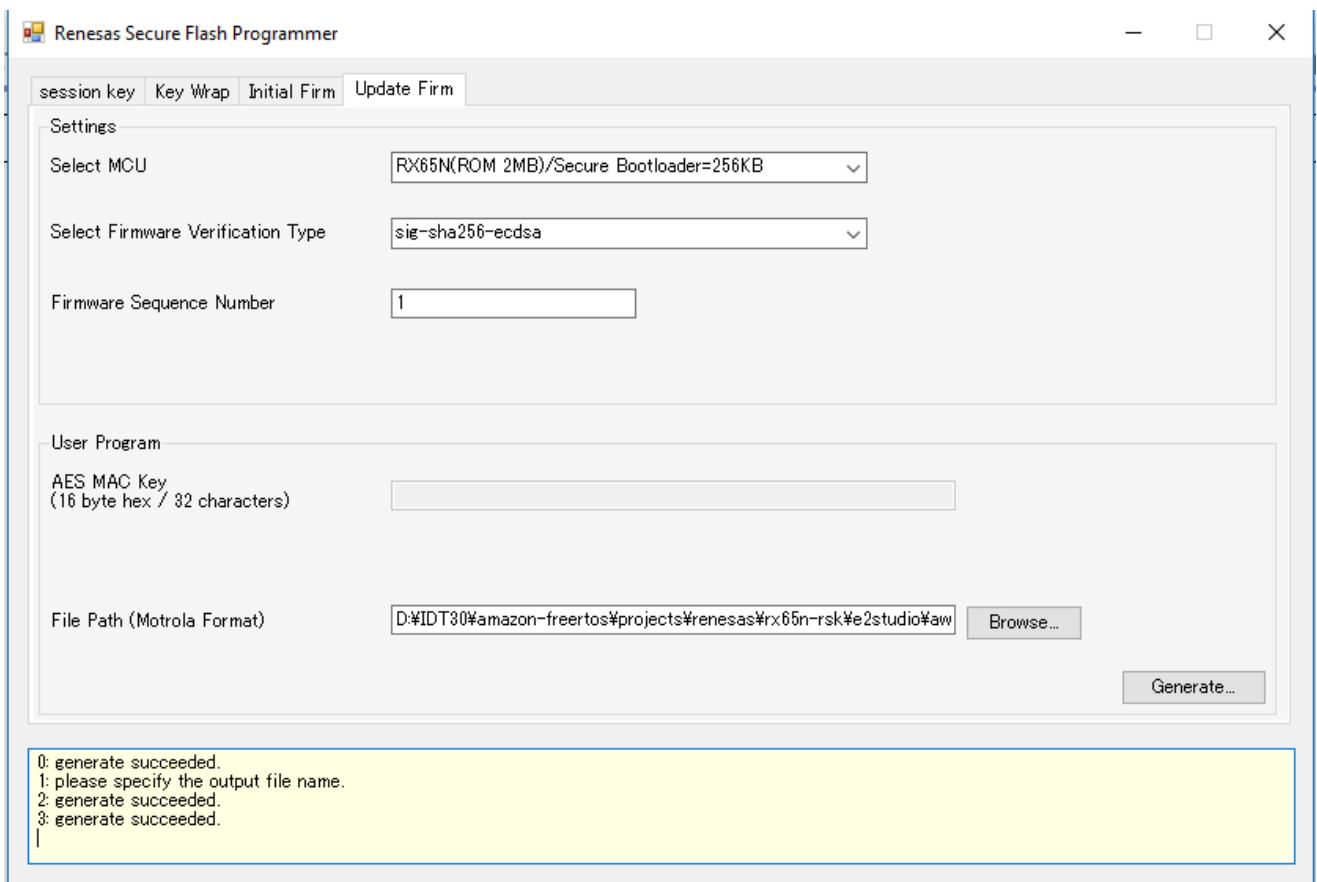 Renesas Secure Flash Programmer
session key Key Wrap Initial Firm Update Firm
Settings
Select MCU RX65N(ROM 2MB)/Secure Bootloader=256KB
Select Firmware Verification Type sig-sha256-ecdsa
Firmware Sequence Number 1
User Program
AES MAC Key
(16 byte hex / 32 characters)
File Path (Motrola Format) D:¥IDT30¥amazon-freertos¥projects¥renesas¥rx65n-rsk¥e2studio¥aw Browse...
Generate...
0: generate succeeded.
1: please specify the output file name.
2: generate succeeded.
3: generate succeeded.